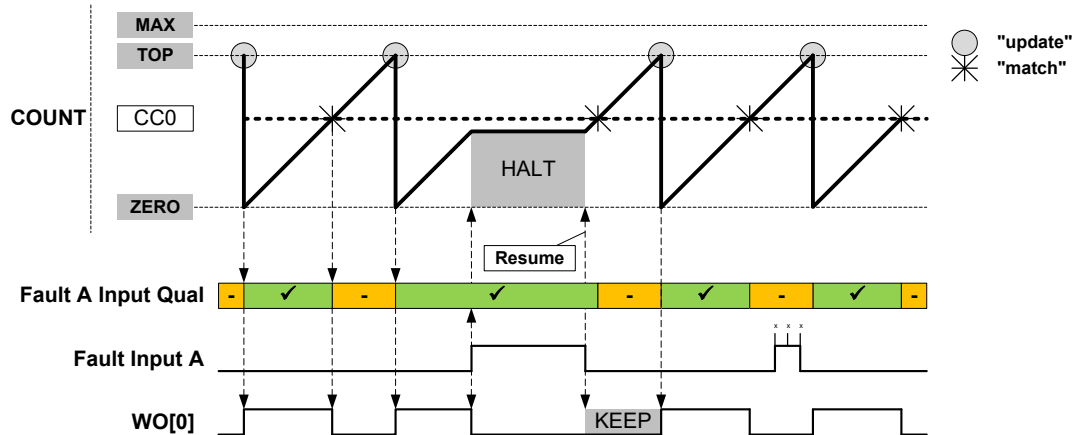 MAX
TOP
"update"
"match"
COUNT
CC0
HALT
ZERO
Resume
Fault A Input Qual
- ✓ - ✓ - ✓ - ✓ -
x x x
Fault Input A
WO[0]
KEEP